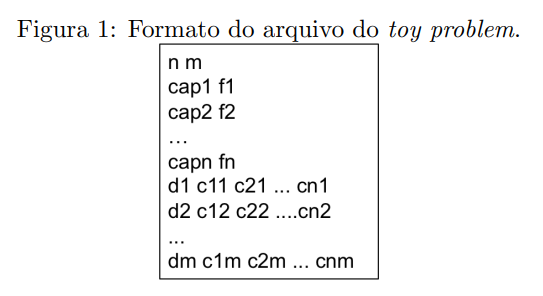 Figura 1: Formato do arquivo do toy problem.
n m
cap1 f1
cap2 f2
...
capn fn
d1 c11 c21 ... cn1
d2 c12 c22 ....cn2
...
dm c1m c2m ... cnm